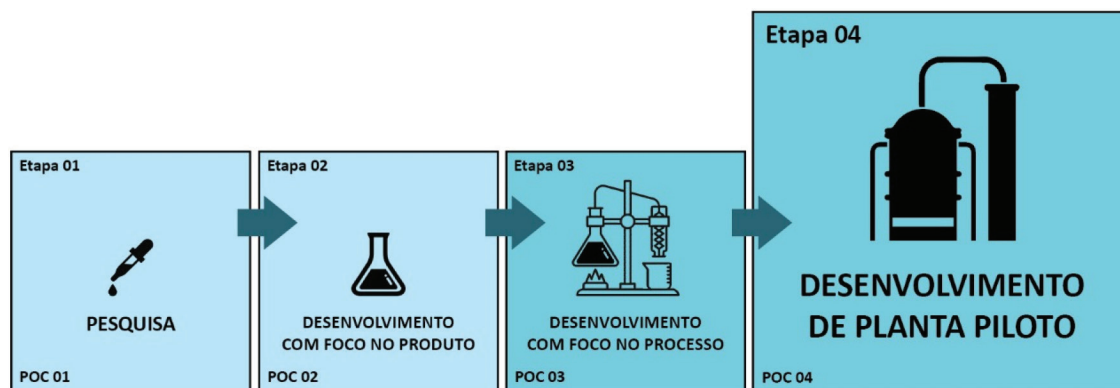 Etapa 01
PESQUISA
POC 01
Etapa 02
DESENVOLVIMENTO
COM FOCO NO PRODUTO
POC 02
Etapa 03
DESENVOLVIMENTO
COM FOCO NO PROCESSO
POC 03
Etapa 04
DESENVOLVIMENTO
DE PLANTA PILOTO
POC 04